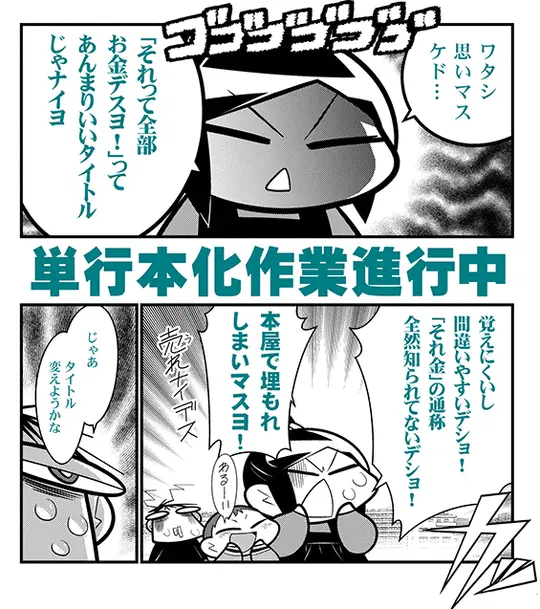 ゴゴゴゴゴゴ
ワタシ
思いマス
ケド…
「それって全部
お金デスヨ！」って
あんまりいいタイトル
じゃナイヨ
単行本化作業進行中
覚えにくいし
間違いやすいデショ！
「それ金」の通称
全然知られてないデショ！
カッ
本屋で埋もれ
しまいマスヨ！
あるー
売れナイデス
じゃあ
タイトル
変えようかな